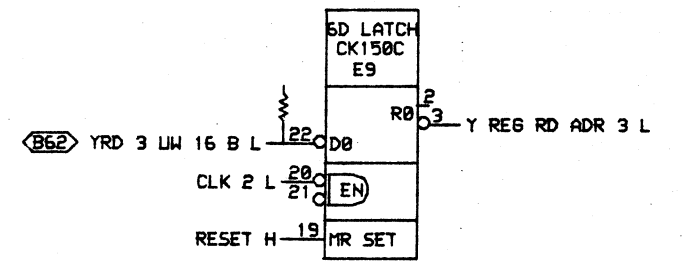 6D LATCH
CK150C
E9
2
R0
3
Y REG RD ADR 3 L
B62 YRD 3 UW 16 B L 22 D0
CLK 2 L 20
21
EN
RESET H 19 MR SET